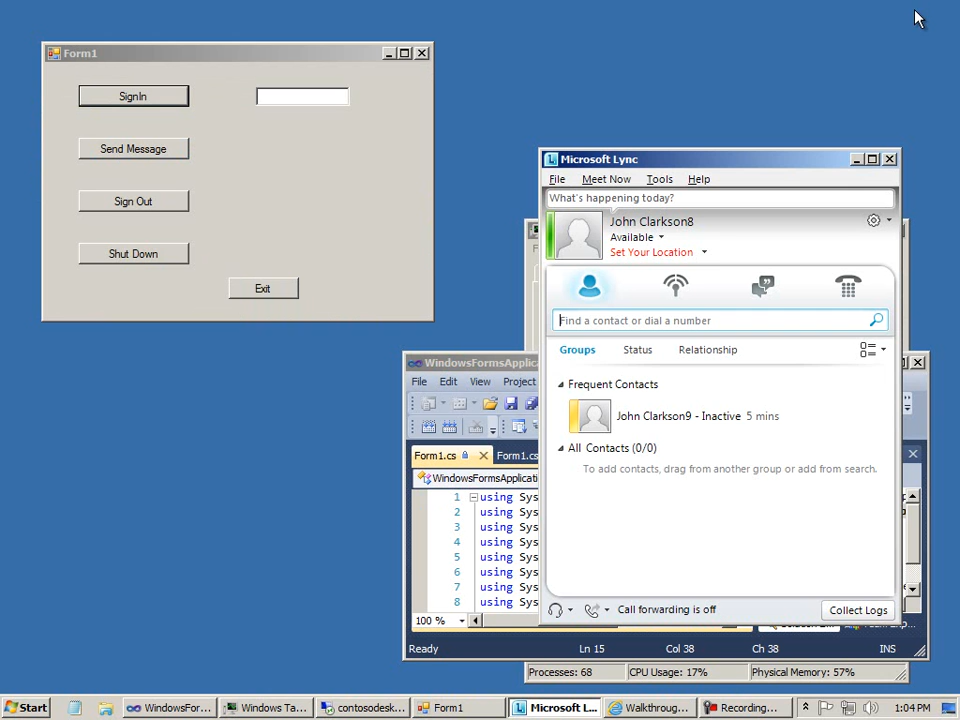 Form1
SignIn
Send Message
Sign Out
Shut Down
Exit
Microsoft Lync
File Meet Now Tools Help
What's happening today?
John Clarkson8
Available
Set Your Location
Find a contact or dial a number
Groups Status Relationship
Frequent Contacts
John Clarkson9 - Inactive 5 mins
All Contacts (0/0)
To add contacts, drag from another group or add from search.
Call forwarding is off
Collect Logs
WindowsFormsApplica
File Edit View Project
Form1.cs Form1.cs
WindowsFormsApplicati
1 using Sys
2 using Sys
3 using Sys
4 using Sys
5 using Sys
6 using Sys
7 using Sys
8 using Sys
100 %
Ready Ln 15 Col 38 Ch 38 INS
Processes: 68 CPU Usage: 17% Physical Memory: 57%
Start WindowsFor... Windows Ta... contosodesk... Form1 Microsoft L... Walkthroug... Recording... 1:04 PM